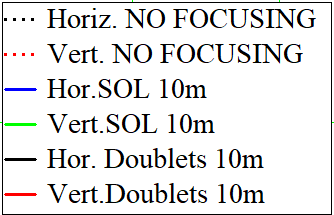 Horiz. NO FOCUSING
Vert. NO FOCUSING
Hor.SOL 10m
Vert.SOL 10m
Hor. Doublets 10m
Vert.Doublets 10m